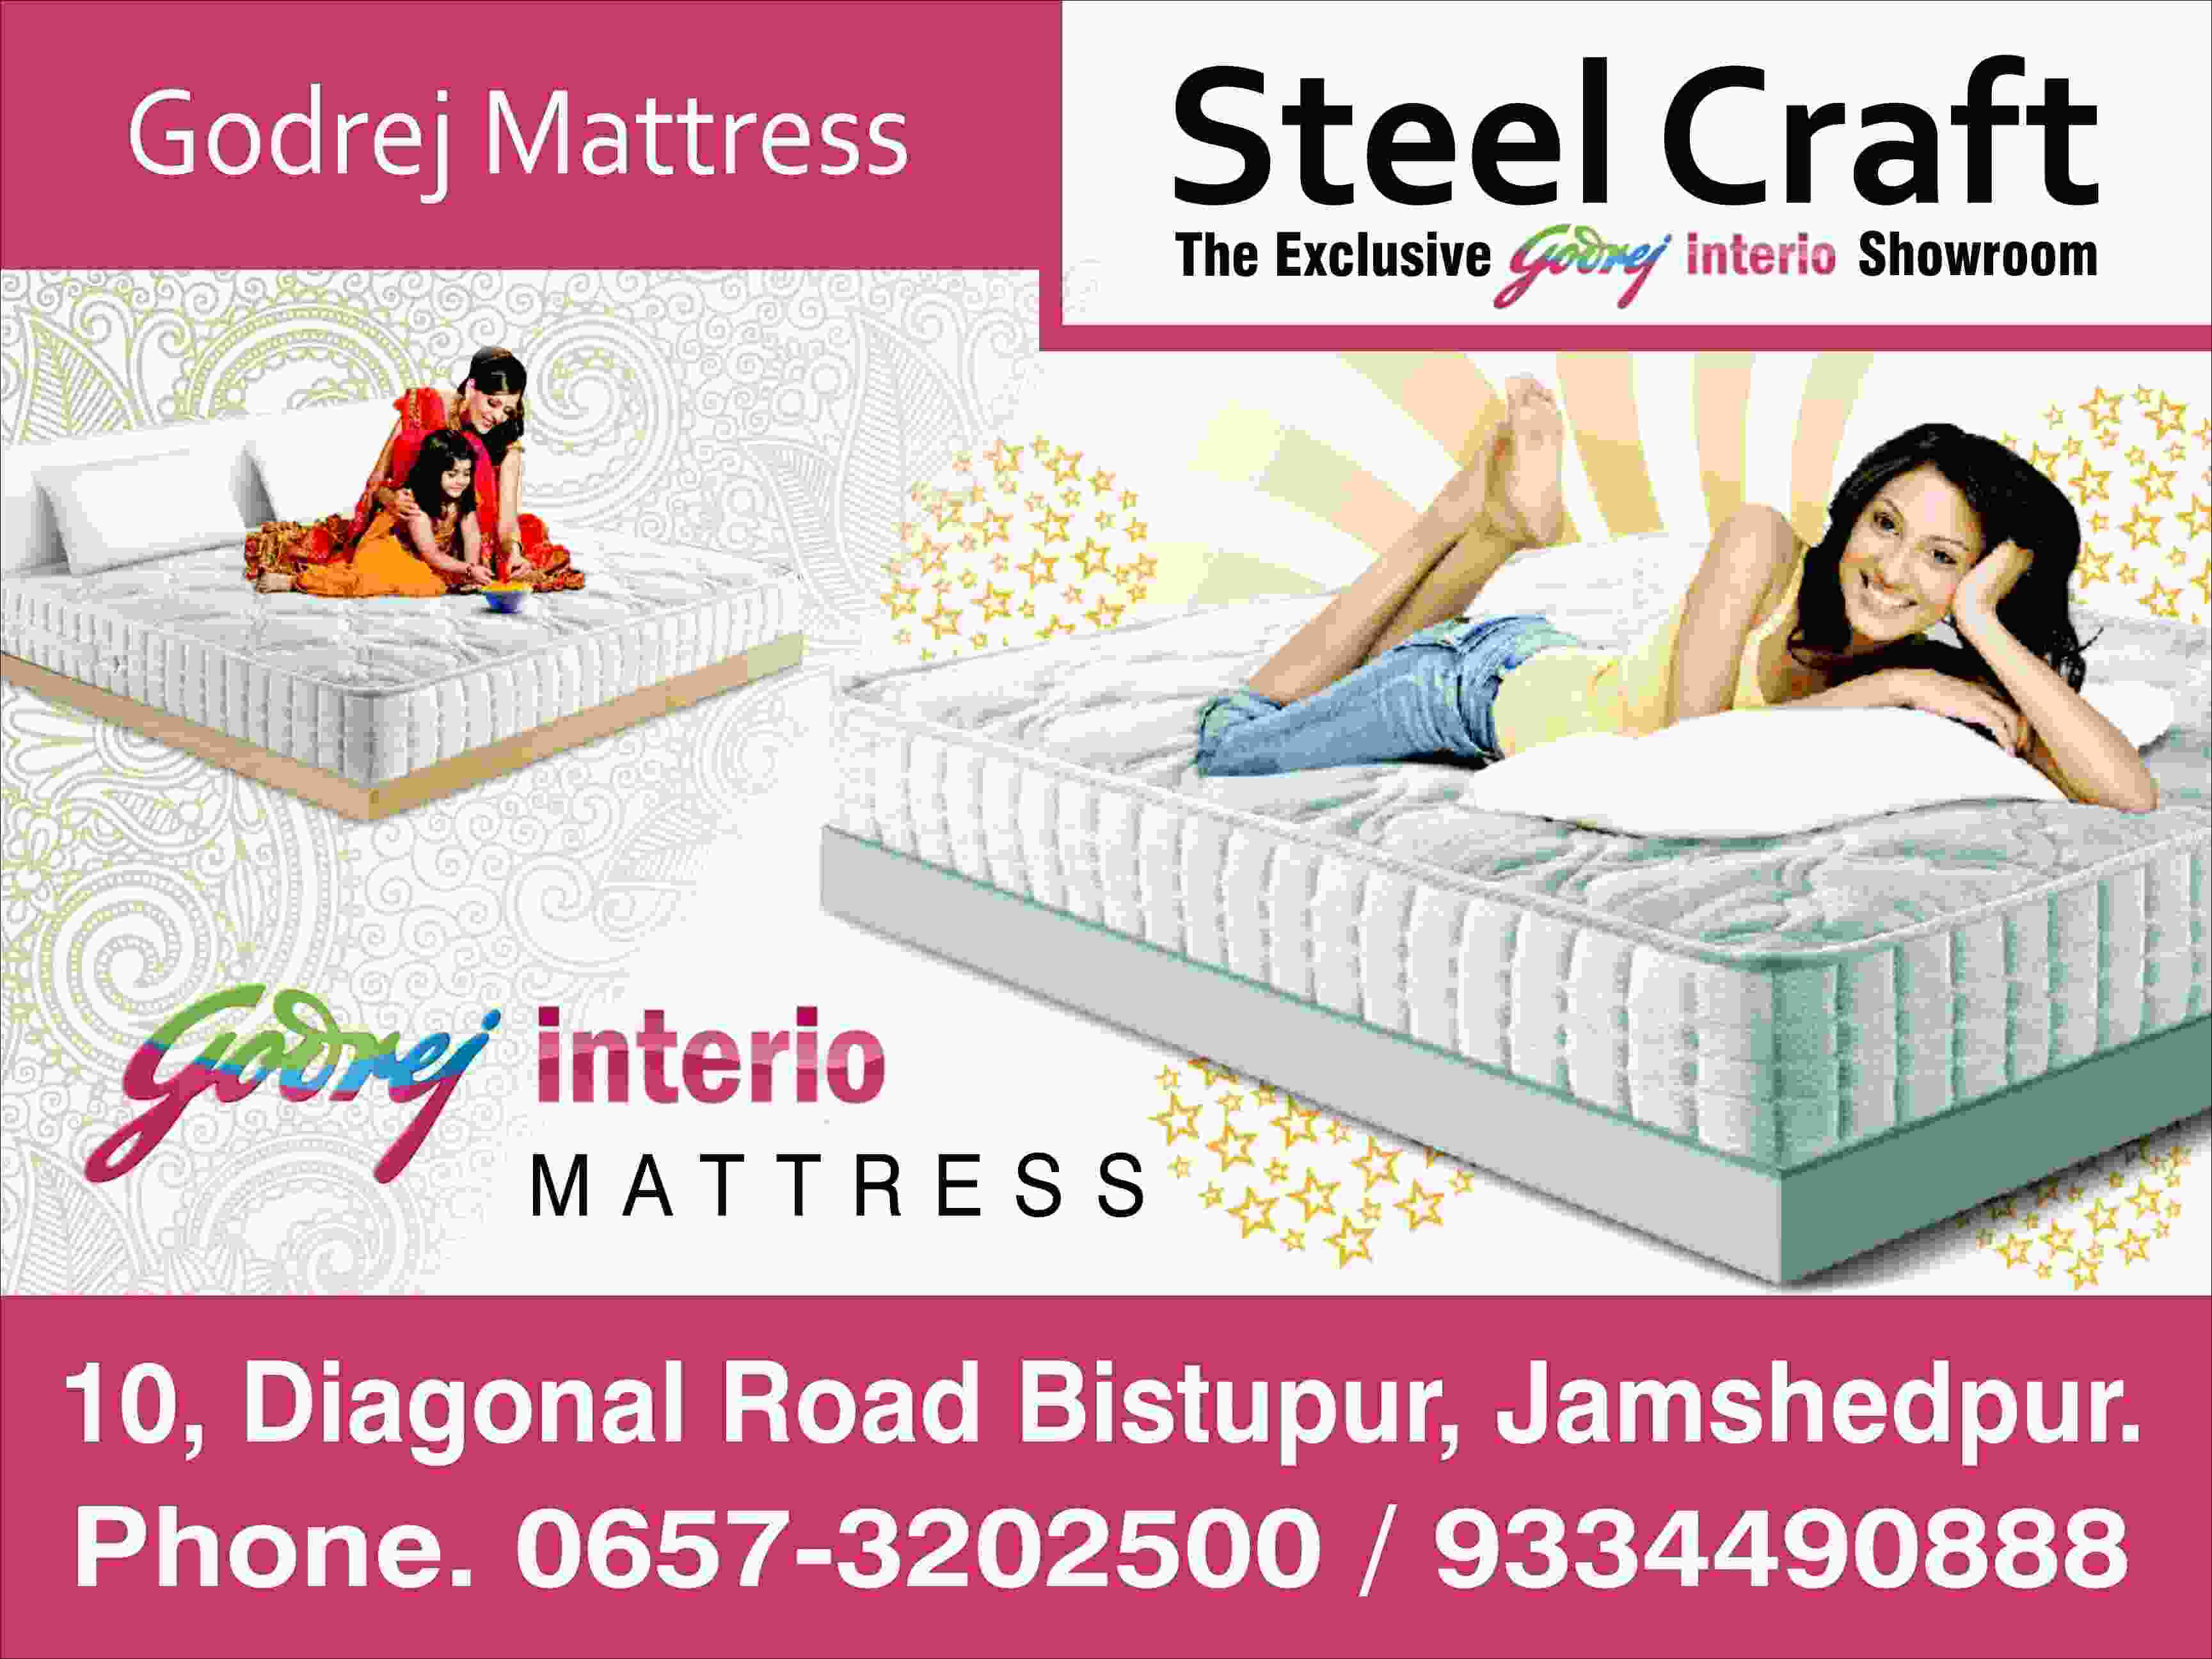 Godrej Mattress
Steel Craft
The Exclusive Godrej interio Showroom
Godrej interio
MATTRESS
10, Diagonal Road Bistupur, Jamshedpur.
Phone. 0657-3202500 / 9334490888